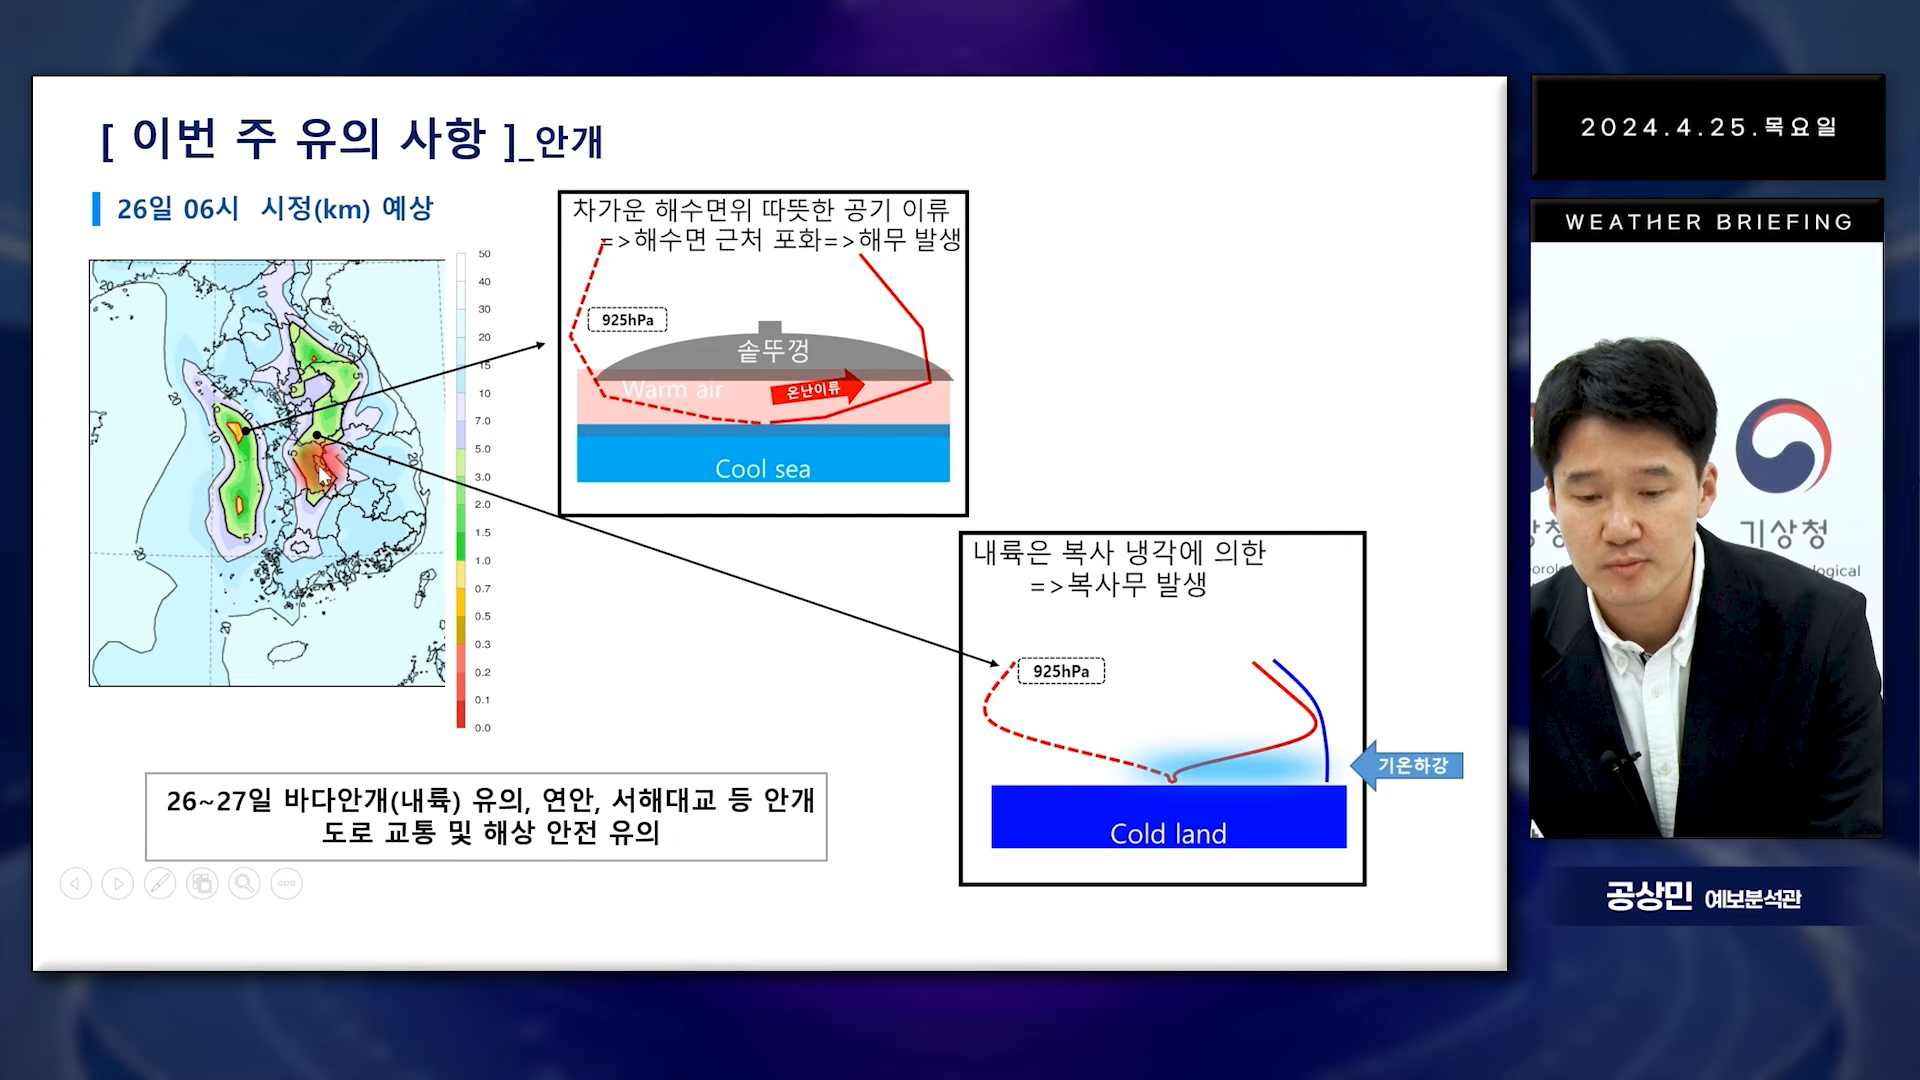 [ 이번 주 유의 사항 ]_안개
26일 06시 시정(km) 예상
50
40
30
20
15
10
7.0
5.0
3.0
2.0
1.5
1.0
0.7
0.5
0.3
0.2
0.1
0.0
차가운 해수면위 따뜻한 공기 이류
=>해수면 근처 포화=>해무 발생
925hPa
솥뚜껑
Warm air
온난이류
Cool sea
내륙은 복사 냉각에 의한
=>복사무 발생
925hPa
기온하강
Cold land
26~27일 바다안개(내륙) 유의, 연안, 서해대교 등 안개
도로 교통 및 해상 안전 유의
2024.4.25.목요일
WEATHER BRIEFING
기상청
공상민 예보분석관